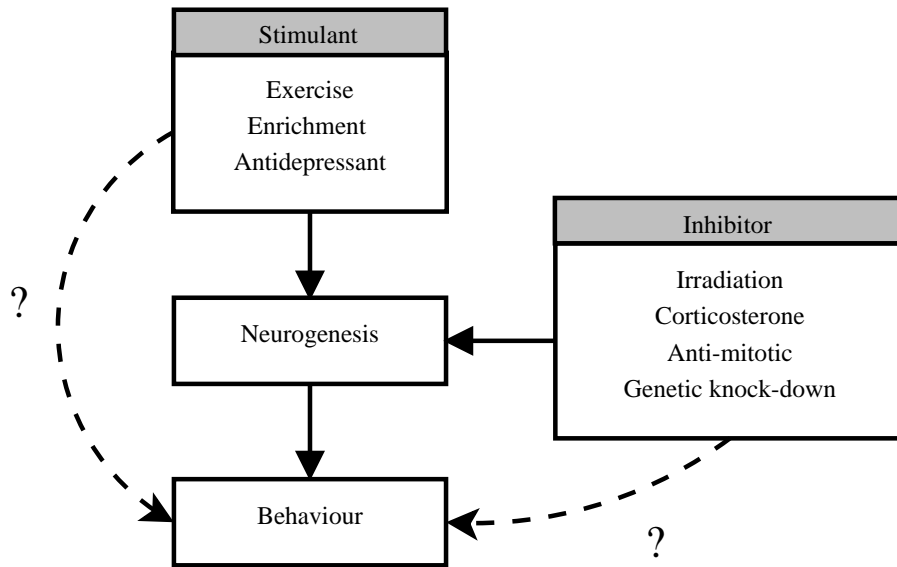 Stimulant
Exercise
Enrichment
Antidepressant
Inhibitor
Irradiation
Corticosterone
Anti-mitotic
Genetic knock-down
?
Neurogenesis
Behaviour
?